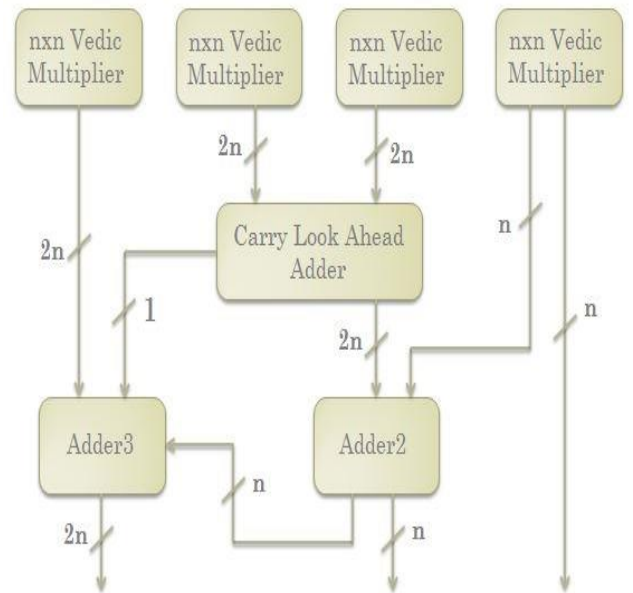 nxn Vedic
Multiplier
nxn Vedic
Multiplier
nxn Vedic
Multiplier
nxn Vedic
Multiplier
2n
2n
Carry Look Ahead
Adder
n
2n
1
2n
n
Adder3
Adder2
n
2n
n